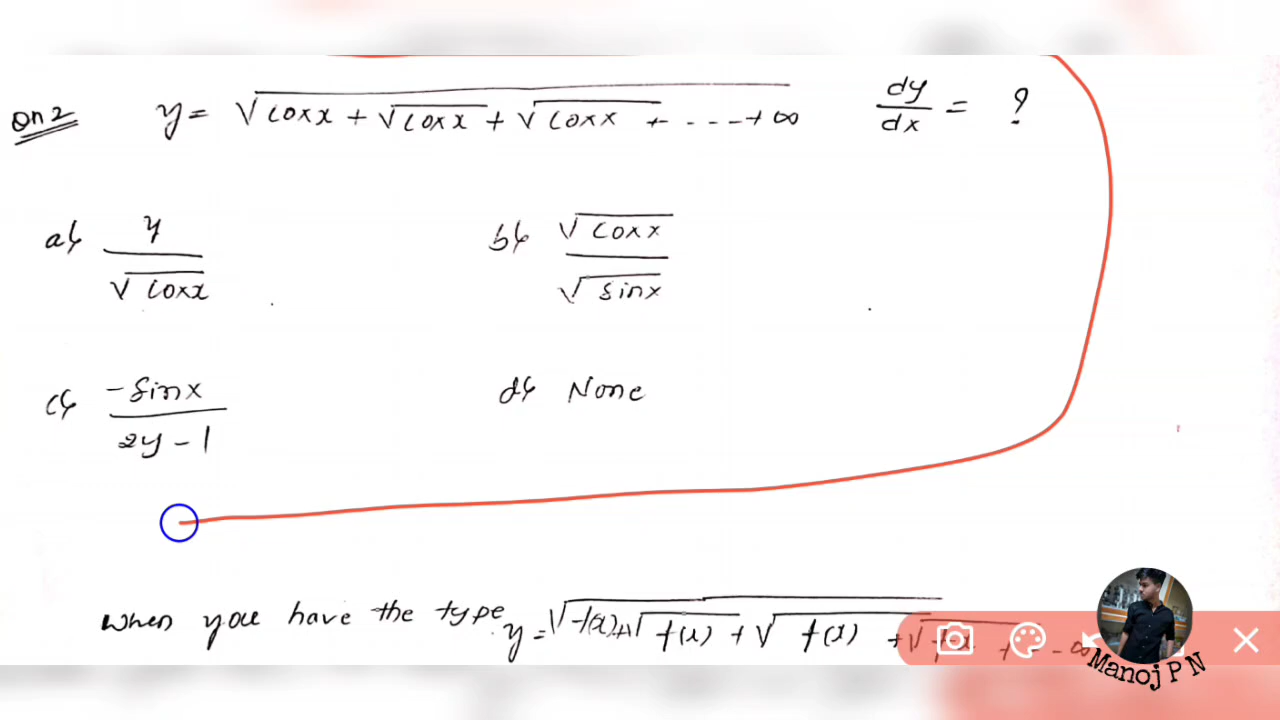 Qn 2 y = √cosx + √cosx + √cosx + - - - - + ∞ dy/dx = ?
a) y/√cosx b) √cosx/√sinx
c) -sinx/2y-1 d) None
When you have the type y = √f(x)+√f(x) + √f(x) + √fx + - - ∞
Manoj P N